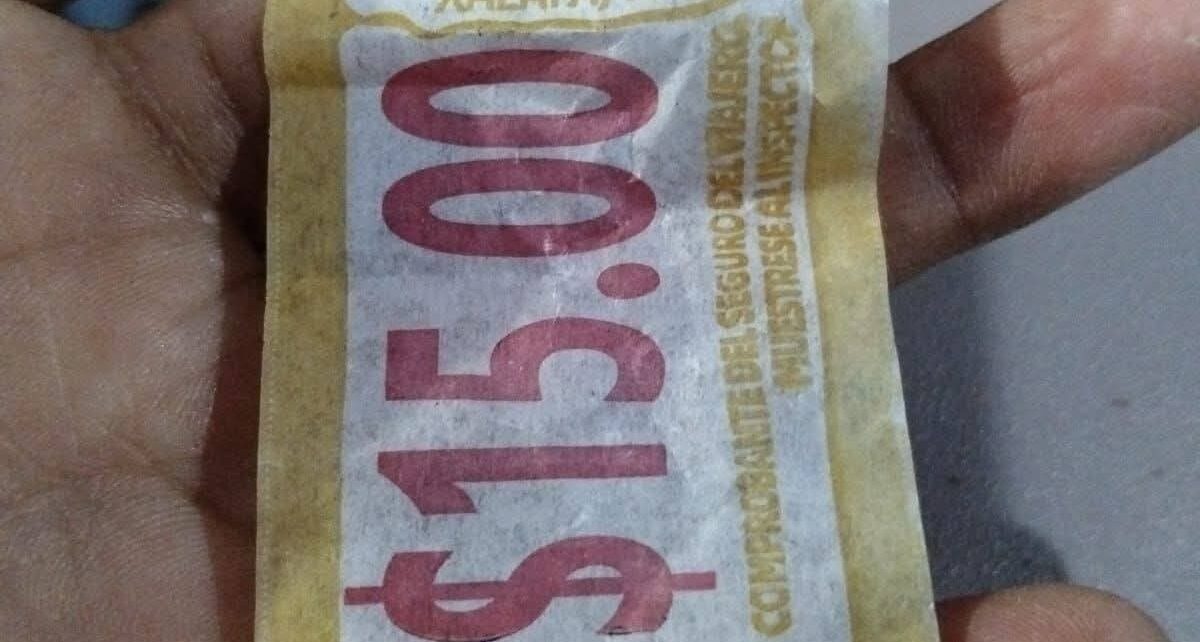 $15.00
COMPROBANTE DEL SEGURO DEL VIAJERO
MUESTRESE AL INSPECTOR